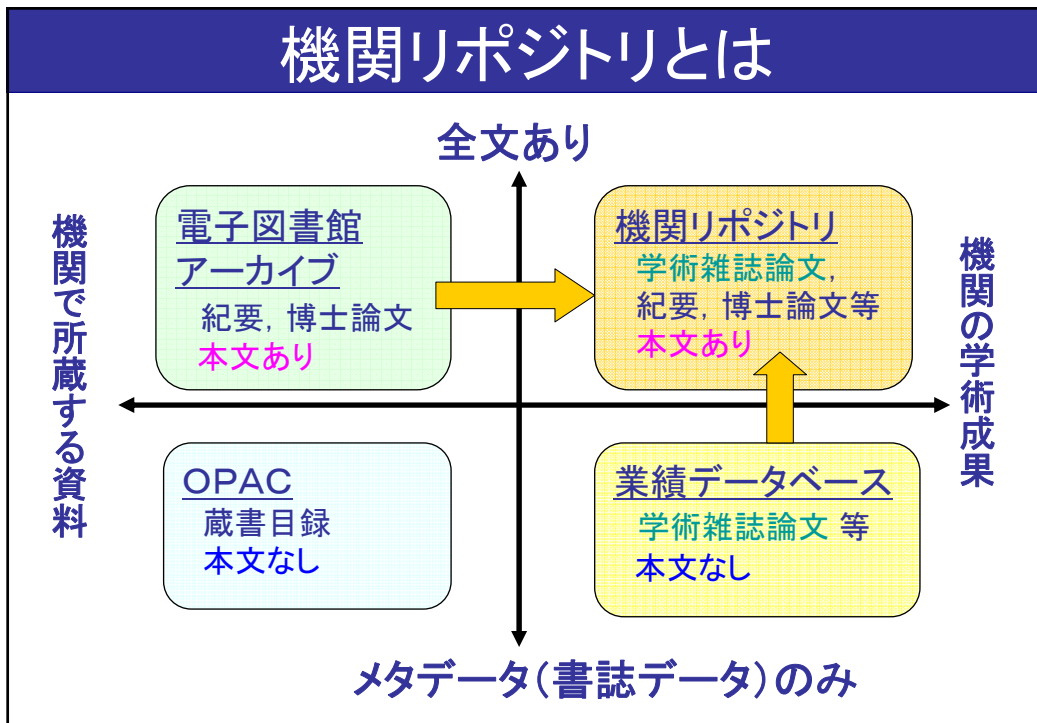 機関リポジトリとは
全文あり
機関で所蔵する資料
電子図書館
アーカイブ
紀要，博士論文
本文あり
機関リポジトリ
学術雑誌論文，
紀要，博士論文等
本文あり
機関の学術成果
OPAC
蔵書目録
本文なし
業績データベース
学術雑誌論文 等
本文なし
メタデータ（書誌データ）のみ